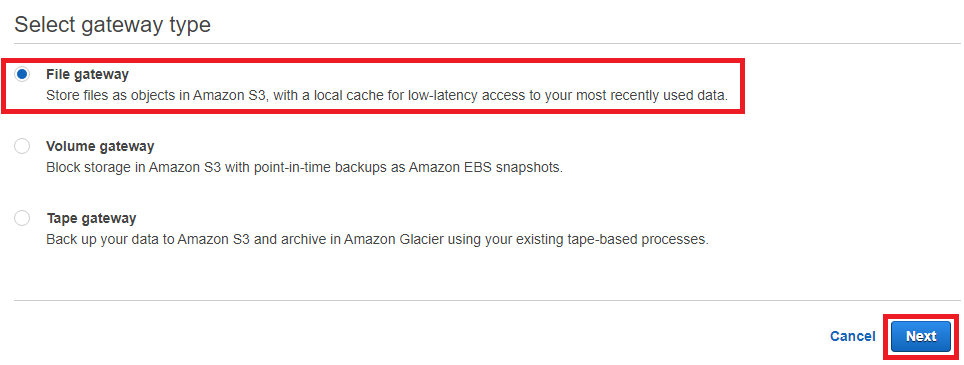 Select gateway type
File gateway
Store files as objects in Amazon S3, with a local cache for low-latency access to your most recently used data.
Volume gateway
Block storage in Amazon S3 with point-in-time backups as Amazon EBS snapshots.
Tape gateway
Back up your data to Amazon S3 and archive in Amazon Glacier using your existing tape-based processes.
Cancel Next